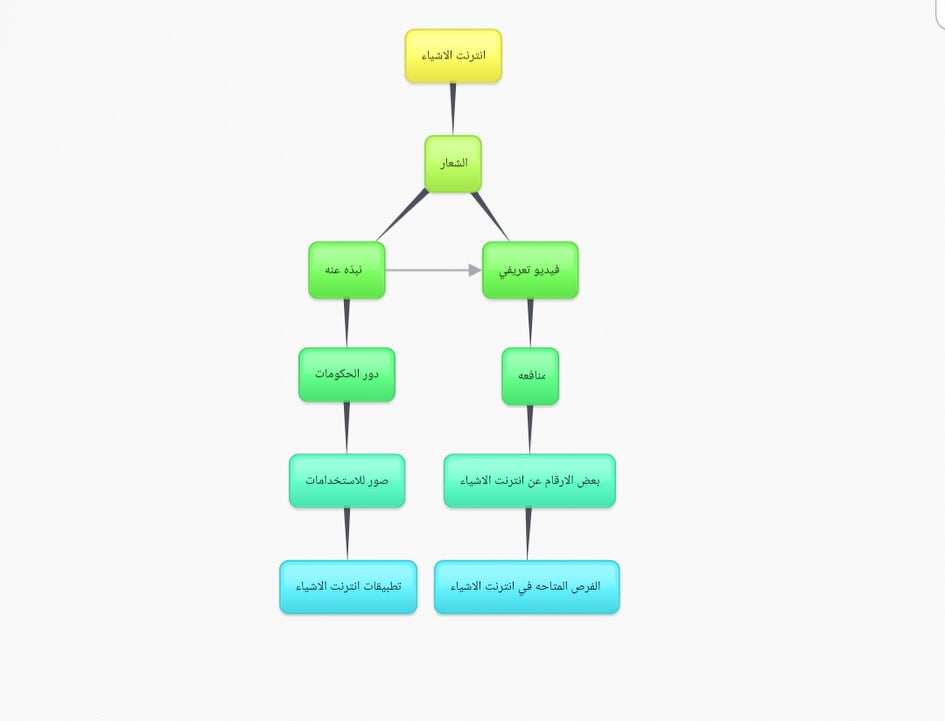 انترنت الاشياء
الشعار
فيديو تعريفي
نبذه عنه
منافعه
دور الحكومات
بعض الارقام عن انترنت الاشياء
صور للاستخدامات
الفرص المتاحه في انترنت الاشياء
تطبيقات انترنت الاشياء